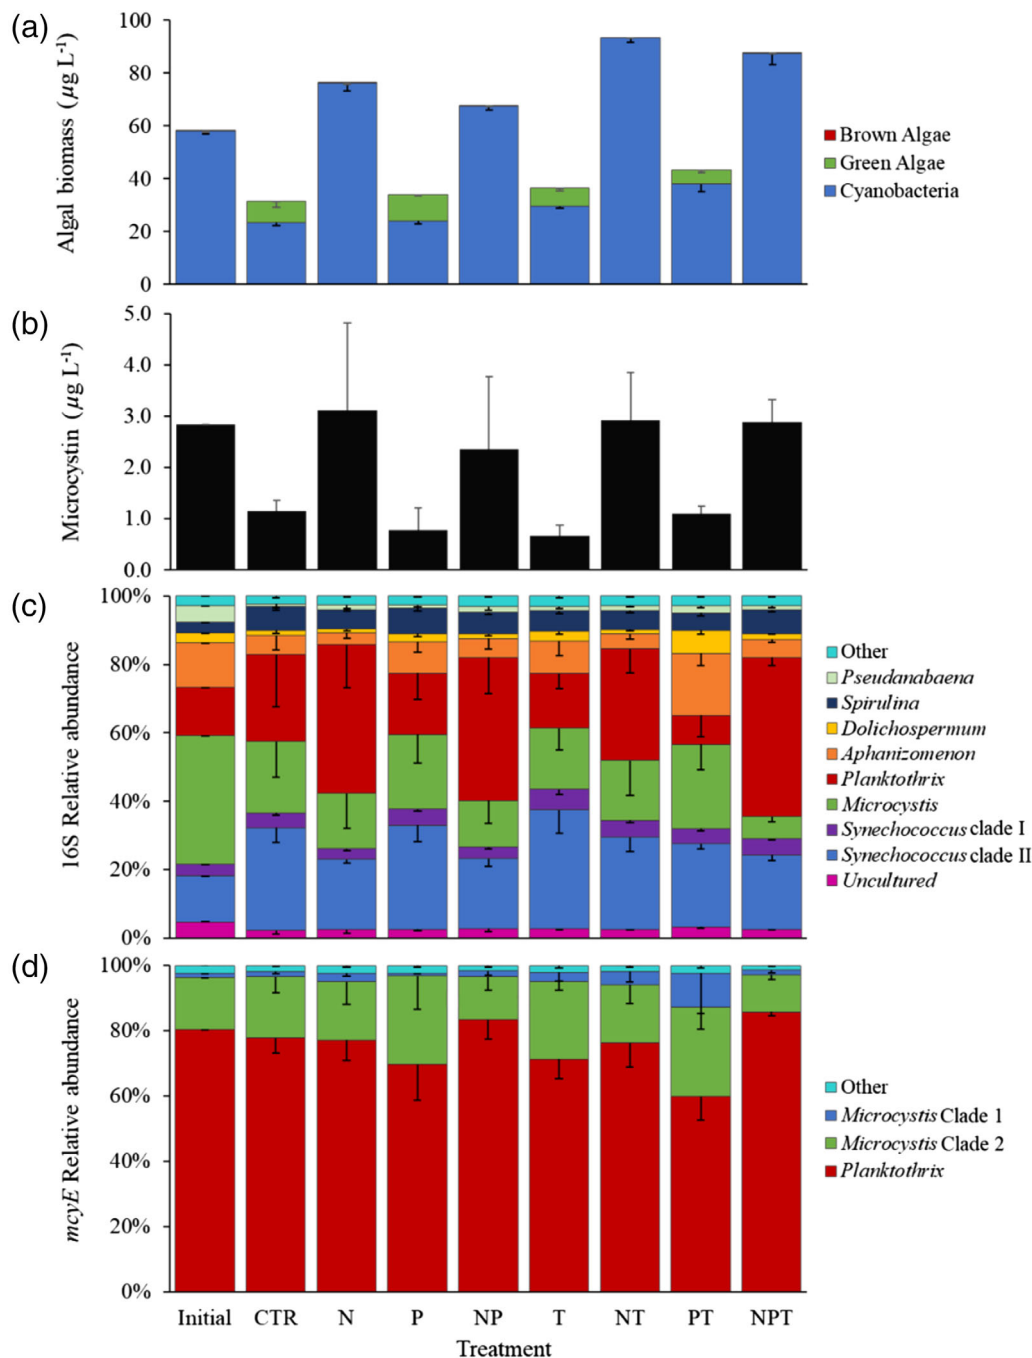 (a)
Algal biomass (µg L-1)
100
80
60
40
20
0
Brown Algae
Green Algae
Cyanobacteria
(b)
Microcystin (µg L-1)
5.0
4.0
3.0
2.0
1.0
0.0
(c)
16S Relative abundance
100%
80%
60%
40%
20%
0%
Other
Pseudanabaena
Spirulina
Dolichospermum
Aphanizomenon
Planktothrix
Microcystis
Synechococcus clade I
Synechococcus clade II
Uncultured
(d)
mcyE Relative abundance
100%
80%
60%
40%
20%
0%
Other
Microcystis Clade 1
Microcystis Clade 2
Planktothrix
Initial CTR N P NP T NT PT NPT
Treatment